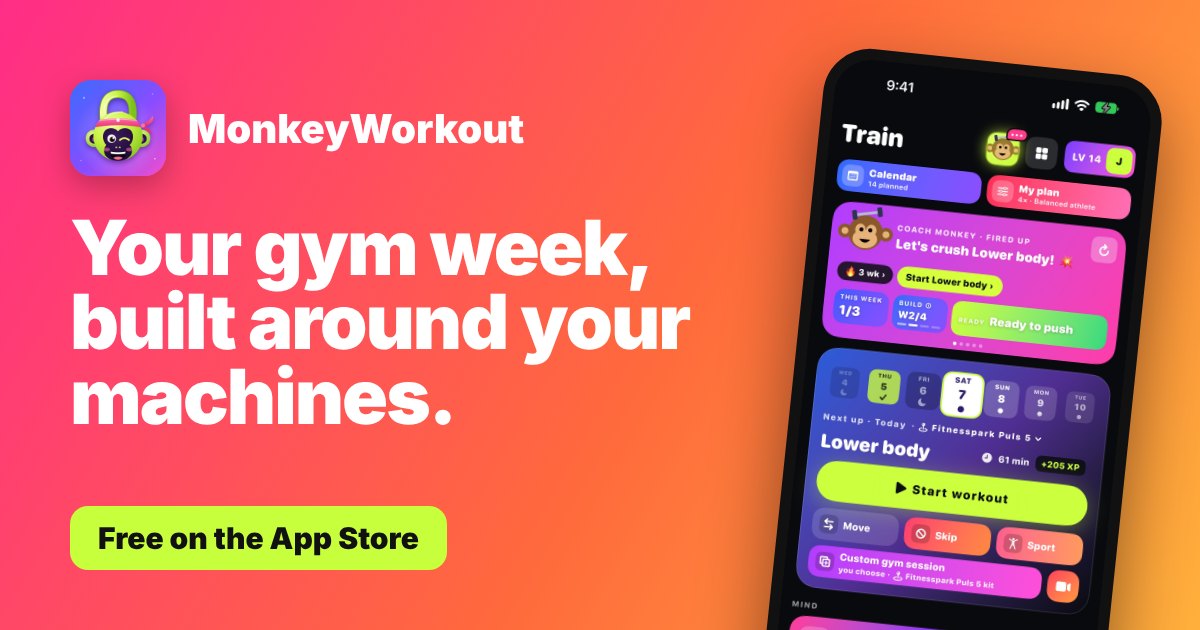 MonkeyWorkout
Your gym week,
built around your
machines.
Free on the App Store
9:41
Train
LV 14
J
Calendar
14 planned
My plan
4× · Balanced athlete
COACH MONKEY · FIRED UP
Let's crush Lower body! 💥
🔥 3 wk ›
Start Lower body ›
THIS WEEK
1/3
BUILD
W2/4
READY Ready to push
WED
4
THU
5
FRI
6
SAT
7
SUN
8
MON
9
TUE
10
Next up · Today · Fitnesspark Puls 5
Lower body
61 min
+205 XP
Start workout
Move
Skip
Sport
Custom gym session
you choose · Fitnesspark Puls 5 kit
MIND